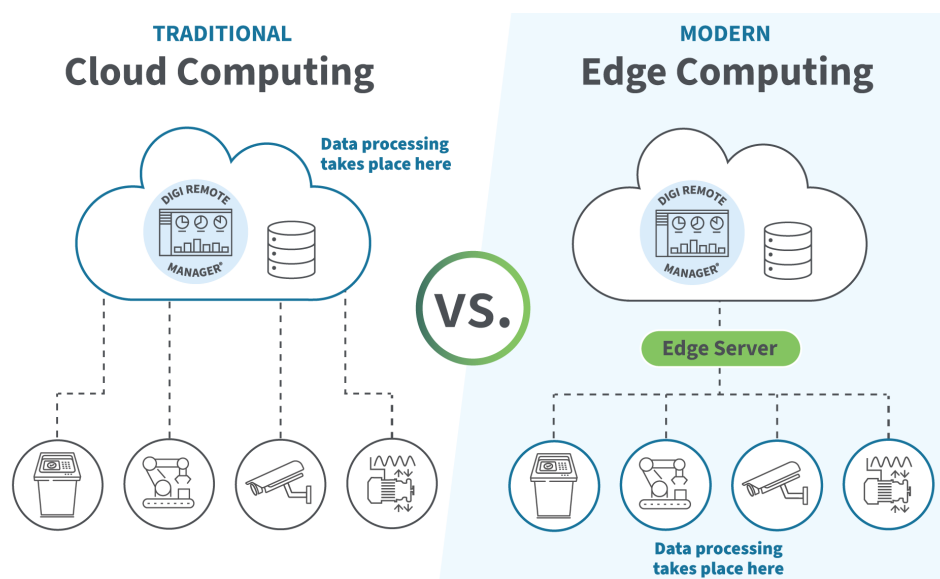 TRADITIONAL
Cloud Computing
Data processing
takes place here
DIGI REMOTE
MANAGER®
VS.
MODERN
Edge Computing
DIGI REMOTE
MANAGER®
Edge Server
Data processing
takes place here